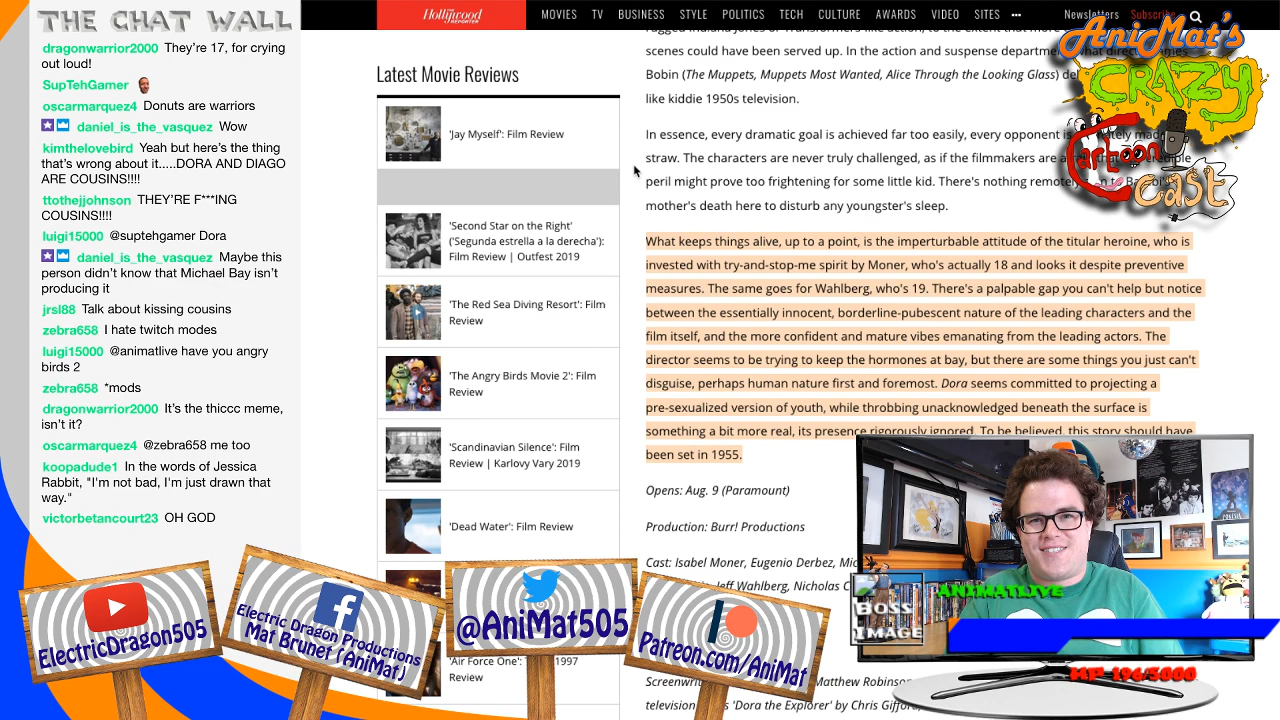 THE CHAT WALL
dragonwarrior2000 They're 17, for crying
out loud!
SupTehGamer
oscarmarquez4 Donuts are warriors
daniel_is_the_vasquez Wow
kimthelovebird Yeah but here's the thing
that's wrong about it.....DORA AND DIAGO
ARE COUSINS!!!!
ttothejjohnson THEY'RE F***ING
COUSINS!!!!
luigi15000 @suptehgamer Dora
daniel_is_the_vasquez Maybe this
person didn't know that Michael Bay isn't
producing it
jrsl88 Talk about kissing cousins
zebra658 I hate twitch modes
luigi15000 @animatlive have you angry
birds 2
zebra658 *mods
dragonwarrior2000 It's the thiccc meme,
isn't it?
oscarmarquez4 @zebra658 me too
koopadude1 In the words of Jessica
Rabbit, "I'm not bad, I'm just drawn that
way."
victorbetancourt23 OH GOD
The Hollywood
REPORTER
MOVIES TV BUSINESS STYLE POLITICS TECH CULTURE AWARDS VIDEO SITES ••• Newsletters Subscribe
Latest Movie Reviews
'Jay Myself': Film Review
'Second Star on the Right'
('Segunda estrella a la derecha'):
Film Review | Outfest 2019
'The Red Sea Diving Resort': Film
Review
'The Angry Birds Movie 2': Film
Review
'Scandinavian Silence': Film
Review | Karlovy Vary 2019
'Dead Water': Film Review
'Air Force One': 1997
Review
scenes could have been served up. In the action and suspense
Bobin (The Muppets, Muppets Most Wanted, Alice Through the Looking Glass)
like kiddie 1950s television.
In essence, every dramatic goal is achieved far too easily, every opponent is
straw. The characters are never truly challenged, as if the filmmakers are
peril might prove too frightening for some little kid. There's nothing
mother's death here to disturb any youngster's sleep.
What keeps things alive, up to a point, is the imperturbable attitude of the titular heroine, who is
invested with try-and-stop-me spirit by Moner, who's actually 18 and looks it despite preventive
measures. The same goes for Wahlberg, who's 19. There's a palpable gap you can't help but notice
between the essentially innocent, borderline-pubescent nature of the leading characters and the
film itself, and the more confident and mature vibes emanating from the leading actors. The
director seems to be trying to keep the hormones at bay, but there are some things you just can't
disguise, perhaps human nature first and foremost. Dora seems committed to projecting a
pre-sexualized version of youth, while throbbing unacknowledged beneath the surface is
something a bit more real, its presence rigorously ignored. To be believed, this story should have
been set in 1955.
Opens: Aug. 9 (Paramount)
Production: Burr! Productions
Cast: Isabel Moner, Eugenio Derbez,
Jeff Wahlberg, Nicholas
Matthew Robinson
'Dora the Explorer' by Chris Gifford,
AniMat's
CRAZY
Cartoon
Cast
ElectricDragon505
Electric Dragon Productions
Mat Brunet (AniMat)
@AniMat505
Patreon.com/AniMat
BOSS
IMAGE
ANIMATLIVE
HP 196/5000